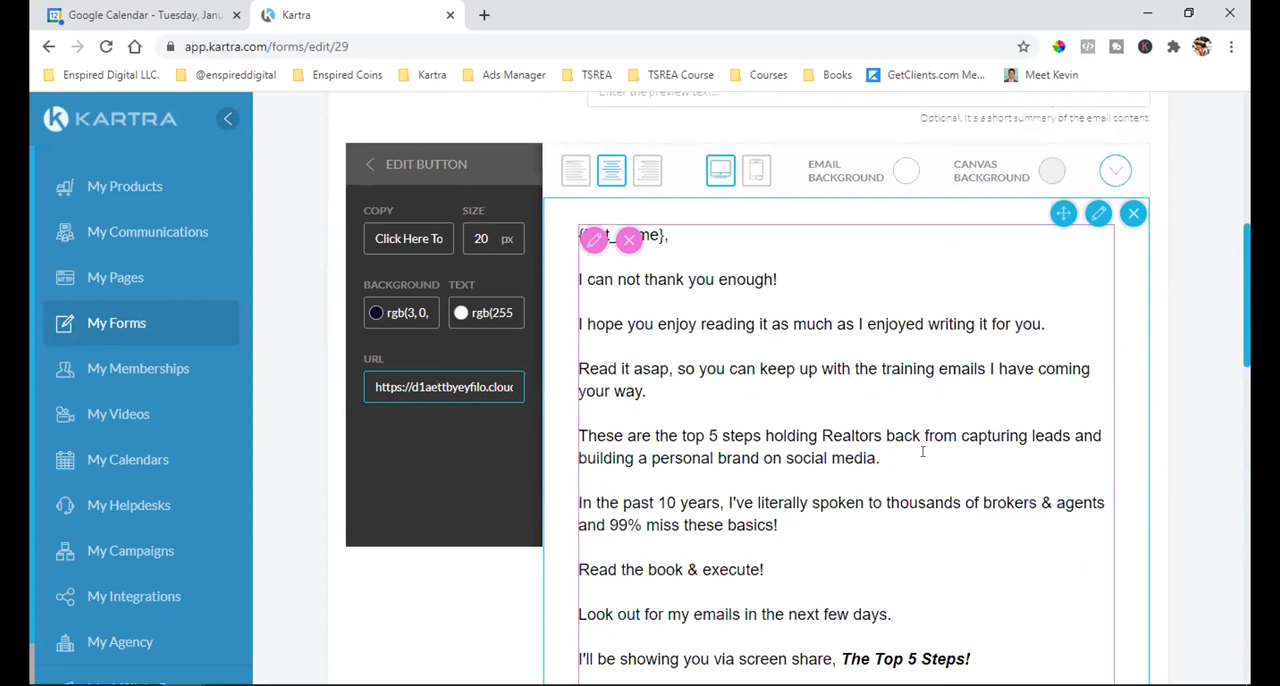 Google Calendar - Tuesday, Janu
Kartra
app.kartra.com/forms/edit/29
Enspired Digital LLC.
@enspireddigital
Enspired Coins
Kartra
Ads Manager
TSREA
TSREA Course
Courses
Books
GetClients.com Me...
Meet Kevin
KARTRA
Enter the preview text...
Optional. It's a short summary of the email content.
EDIT BUTTON
EMAIL
BACKGROUND
CANVAS
BACKGROUND
My Products
My Communications
My Pages
My Forms
My Memberships
My Videos
My Calendars
My Helpdesks
My Campaigns
My Integrations
My Agency
COPY
SIZE
Click Here To
20 px
BACKGROUND
TEXT
rgb(3, 0,
rgb(255
URL
https://d1aettbyeyfilo.clouc
I can not thank you enough!
I hope you enjoy reading it as much as I enjoyed writing it for you.
Read it asap, so you can keep up with the training emails I have coming
your way.
These are the top 5 steps holding Realtors back from capturing leads and
building a personal brand on social media.
In the past 10 years, I've literally spoken to thousands of brokers & agents
and 99% miss these basics!
Read the book & execute!
Look out for my emails in the next few days.
I'll be showing you via screen share, The Top 5 Steps!